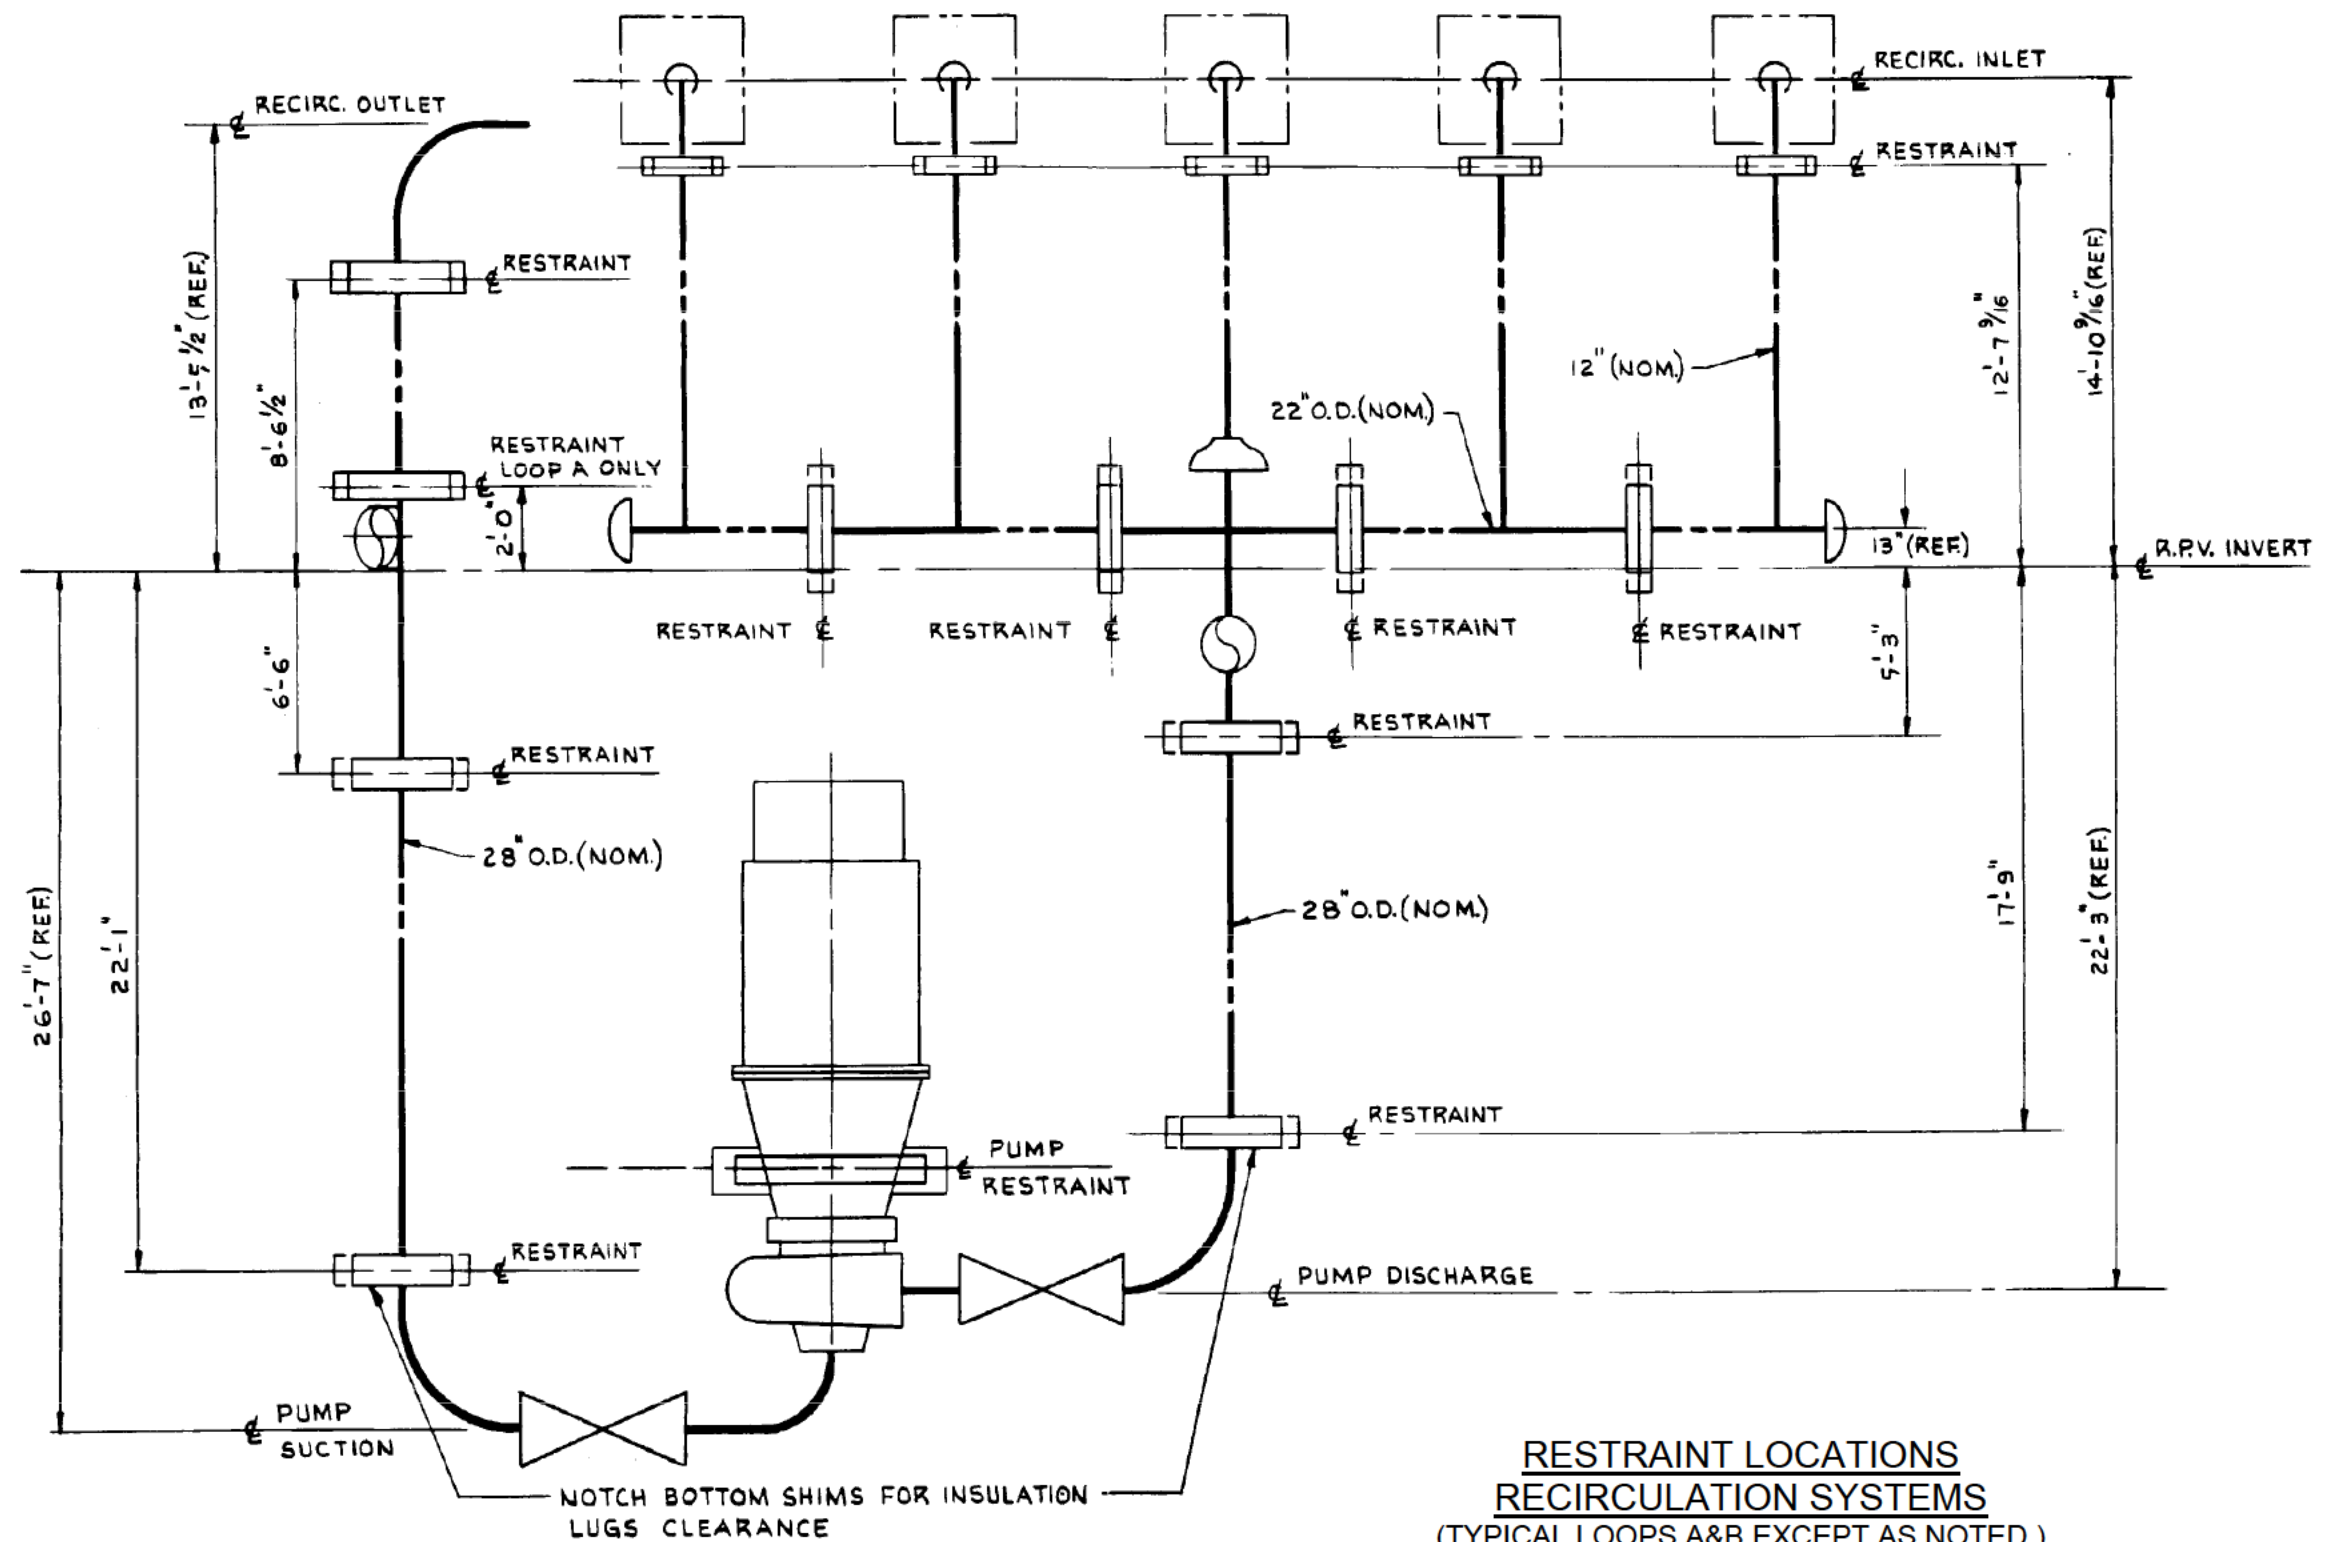 ℄ RECIRC. INLET
℄ RECIRC. OUTLET
℄ RESTRAINT
℄ RESTRAINT
13'-5 1/2" (REF.)
8'-6 1/2"
12'-7 9/16"
14'-10 9/16" (REF.)
12" (NOM.)
22" O.D. (NOM.)
RESTRAINT
LOOP A ONLY
℄
2'-0"
13" (REF.)
℄ R.P.V. INVERT
RESTRAINT ℄
RESTRAINT ℄
℄ RESTRAINT
℄ RESTRAINT
6'-6"
5'-3"
℄ RESTRAINT
℄ RESTRAINT
28" O.D. (NOM.)
28" O.D. (NOM.)
26'-7" (REF.)
22'-1"
17'-9"
22'-3" (REF.)
℄ RESTRAINT
℄ PUMP
RESTRAINT
℄ RESTRAINT
℄ PUMP DISCHARGE
℄ PUMP
SUCTION
NOTCH BOTTOM SHIMS FOR INSULATION
LUGS CLEARANCE
RESTRAINT LOCATIONS
RECIRCULATION SYSTEMS
(TYPICAL LOOPS A&B EXCEPT AS NOTED.)